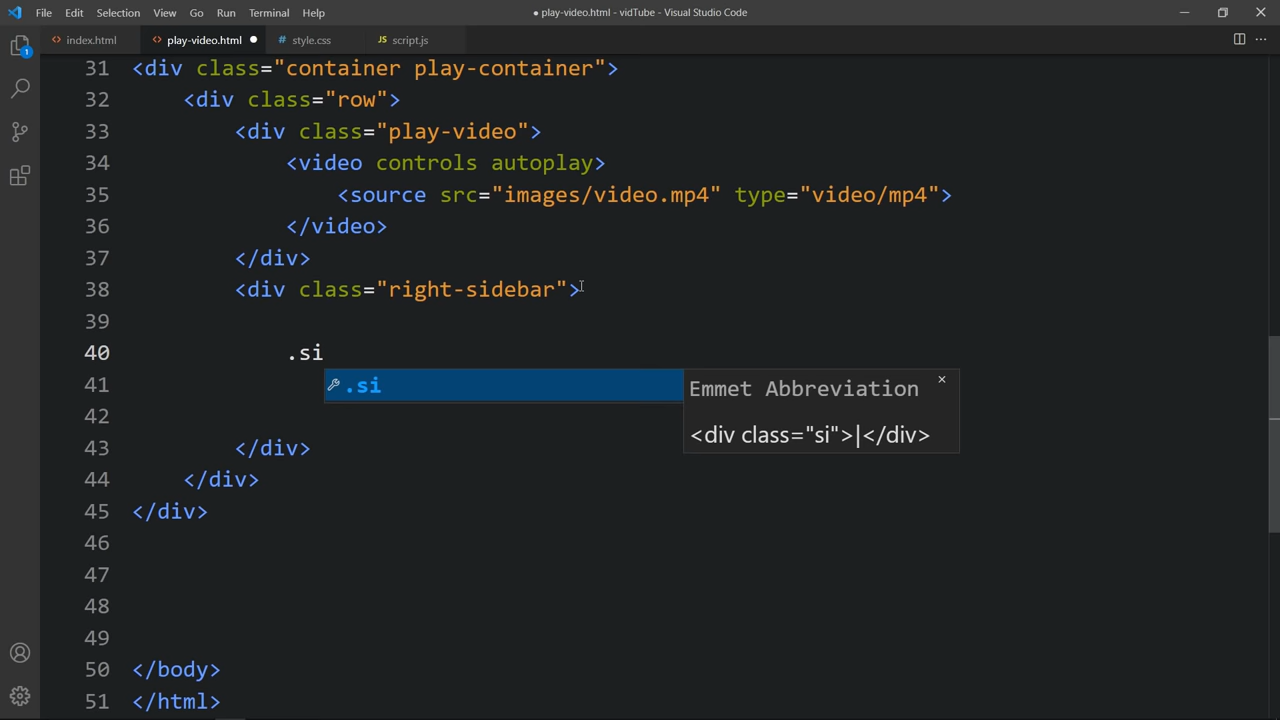 File Edit Selection View Go Run Terminal Help ● play-video.html - vidTube - Visual Studio Code
<> index.html <> play-video.html ● # style.css JS script.js
1
31 <div class="container play-container">
32 <div class="row">
33 <div class="play-video">
34 <video controls autoplay>
35 <source src="images/video.mp4" type="video/mp4">
36 </video>
37 </div>
38 <div class="right-sidebar">
39
40 .si
41 .si Emmet Abbreviation
42 <div class="si">|</div>
43 </div>
44 </div>
45 </div>
46
47
48
49
50 </body>
51 </html>